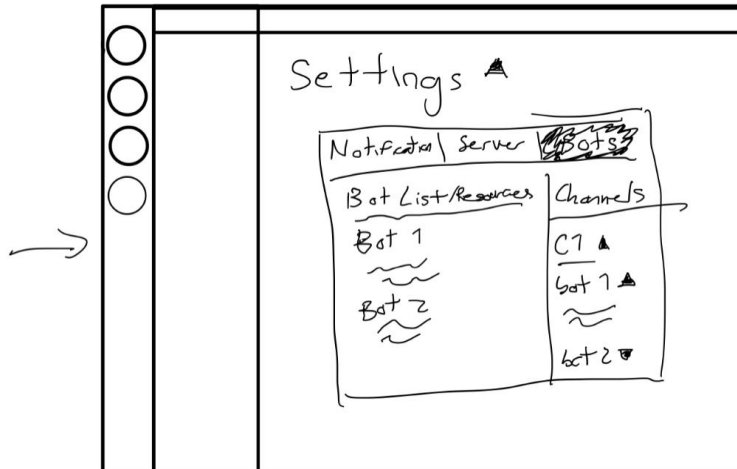 Settings
Notification Server Bots
Bot List/Resources Channels
Bot 1
Bot 2
C1
bot 1
bot 2